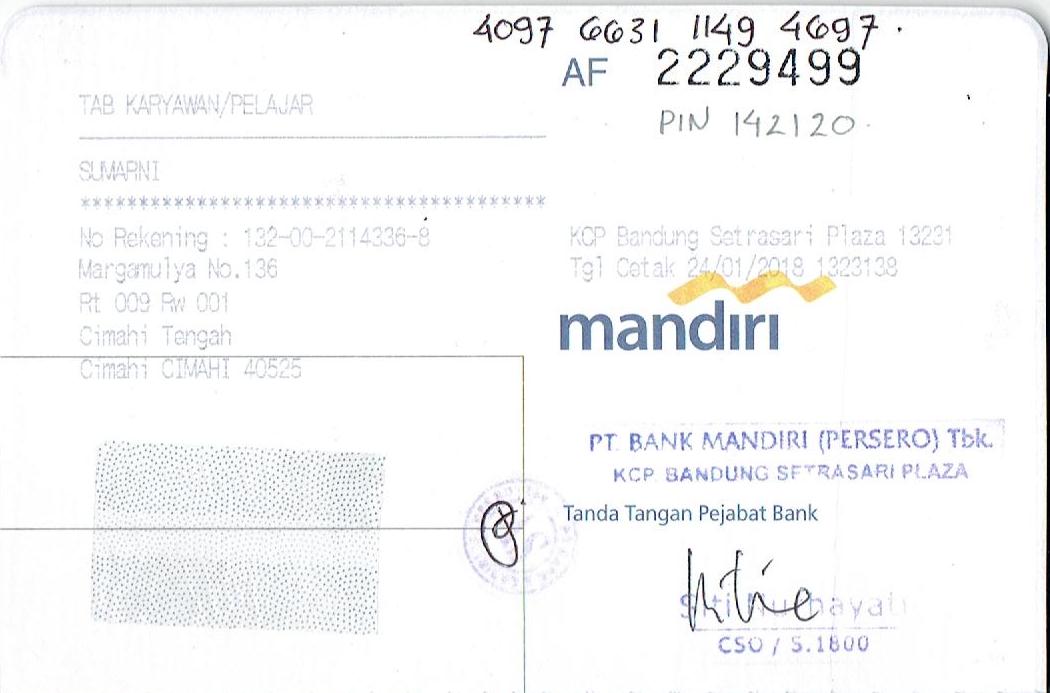 4097 6631 1149 4697
AF 2229499
PIN 142120
TAB KARYAWAN/PELAJAR
SUMARNI
****************************************
No Rekening : 132-00-2114336-8
Margamulya No.136
Rt 009 Rw 001
Cimahi Tengah
Cimahi CIMAHI 40525
KCP Bandung Setrasari Plaza 13231
Tgl Cetak 24/01/2018 1323138
mandiri
PT. BANK MANDIRI (PERSERO) Tbk.
KCP BANDUNG SETRASARI PLAZA
Tanda Tangan Pejabat Bank
CSO / S.1800